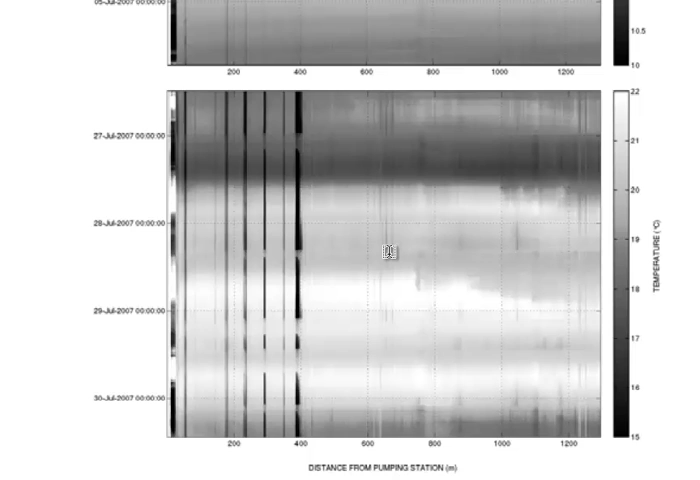 05-Jul-2007 00:00:00
10.5
10
200 400 600 800 1000 1200
22
27-Jul-2007 00:00:00
21
20
28-Jul-2007 00:00:00
19
TEMPERATURE (°C)
18
29-Jul-2007 00:00:00
17
16
30-Jul-2007 00:00:00
15
200 400 600 800 1000 1200
DISTANCE FROM PUMPING STATION (m)